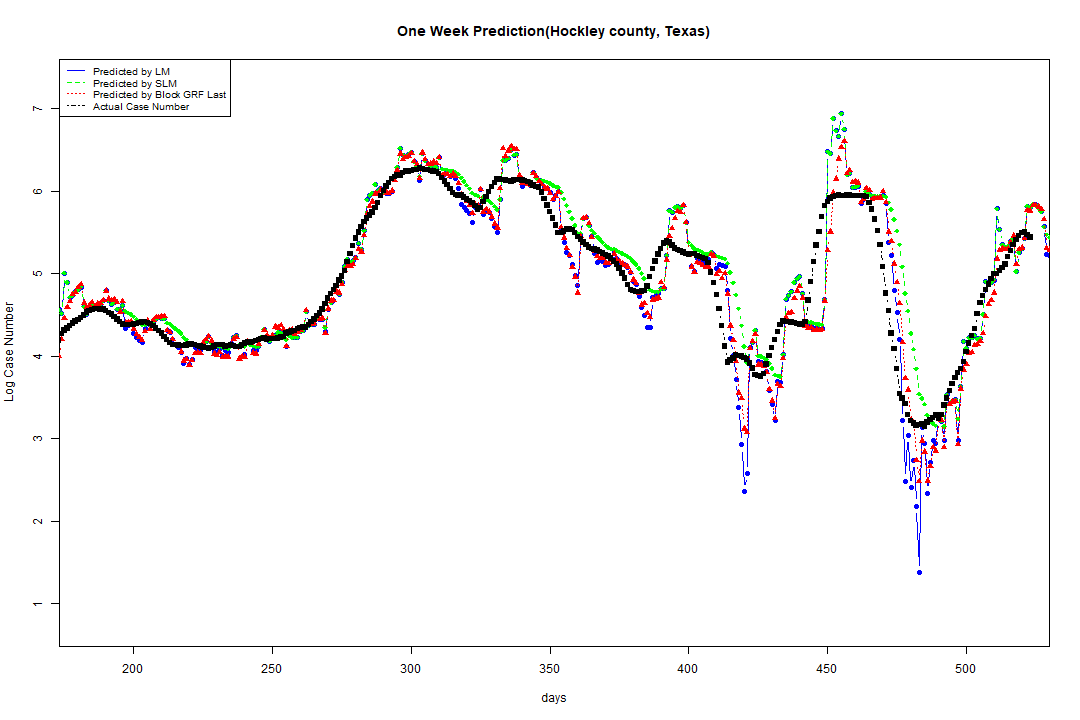 One Week Prediction(Hockley county, Texas)
Predicted by LM
Predicted by SLM
Predicted by Block GRF Last
Actual Case Number
7
6
5
4
3
2
1
Log Case Number
200 250 300 350 400 450 500
days